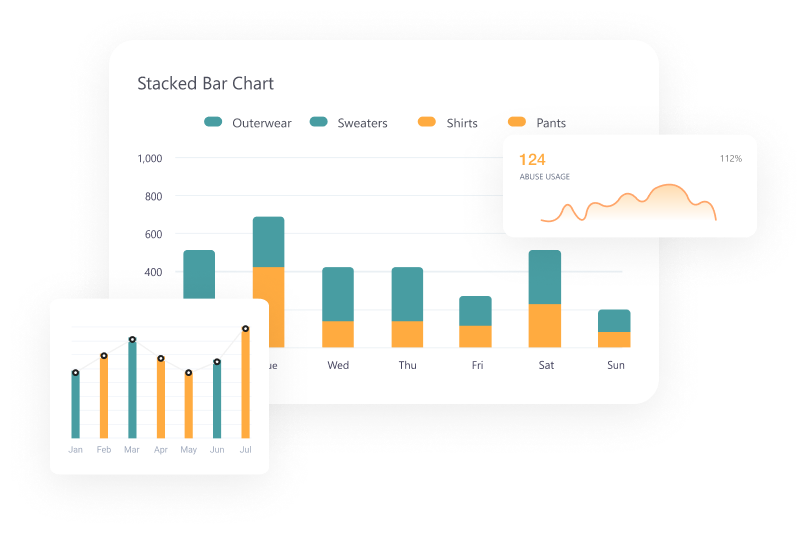 Stacked Bar Chart
Outerwear Sweaters Shirts Pants
1,000
800
600
400
124 112%
ABUSE USAGE
ue Wed Thu Fri Sat Sun
Jan Feb Mar Apr May Jun Jul